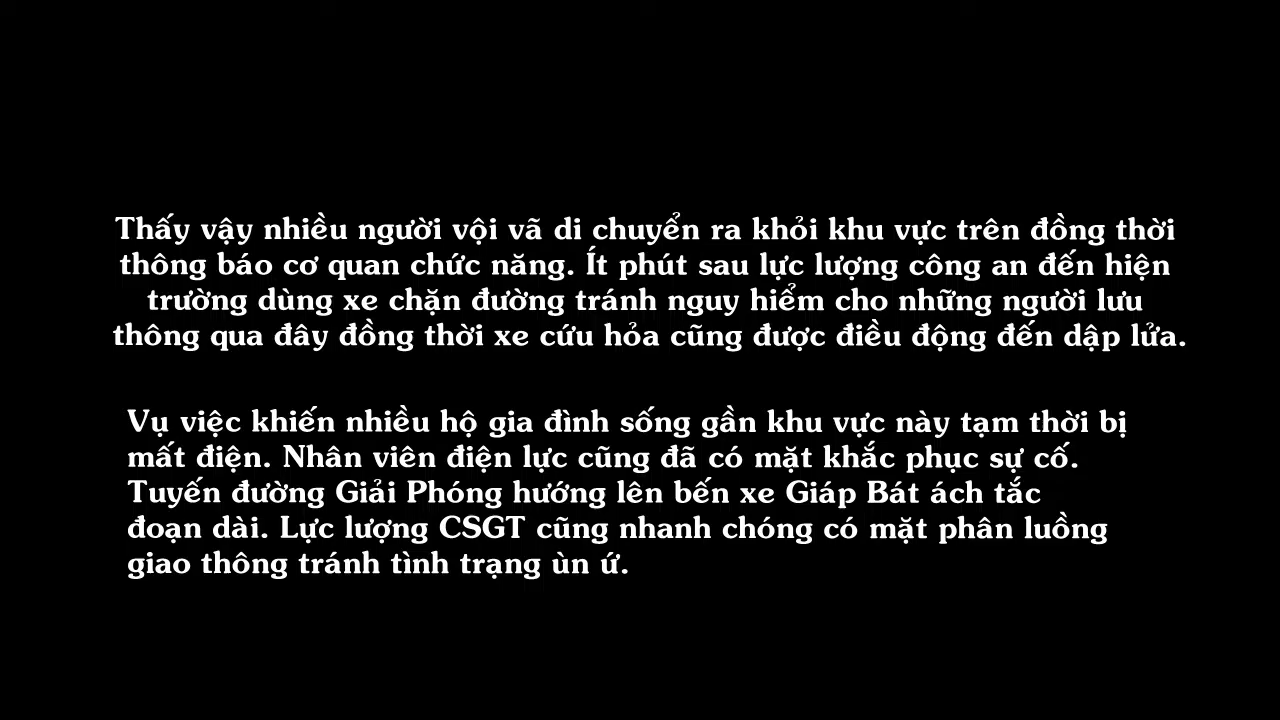 Thấy vậy nhiều người vội vã di chuyển ra khỏi khu vực trên đồng thời
thông báo cơ quan chức năng. Ít phút sau lực lượng công an đến hiện
trường dùng xe chặn đường tránh nguy hiểm cho những người lưu
thông qua đây đồng thời xe cứu hỏa cũng được điều động đến dập lửa.
Vụ việc khiến nhiều hộ gia đình sống gần khu vực này tạm thời bị
mất điện. Nhân viên điện lực cũng đã có mặt khắc phục sự cố.
Tuyến đường Giải Phóng hướng lên bến xe Giáp Bát ách tắc
đoạn dài. Lực lượng CSGT cũng nhanh chóng có mặt phân luồng
giao thông tránh tình trạng ùn ứ.